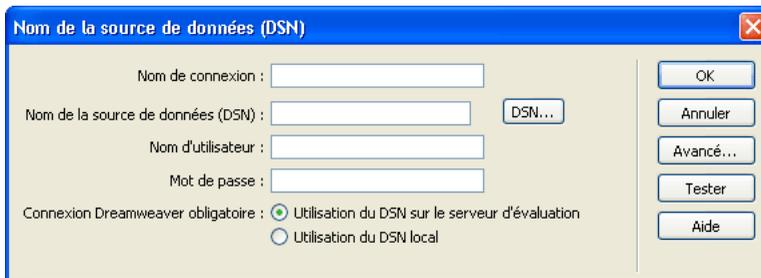 Nom de la source de données (DSN)
Nom de connexion :
OK
Nom de la source de données (DSN) :
DSN...
Annuler
Nom d'utilisateur :
Avancé...
Mot de passe :
Tester
Connexion Dreamweaver obligatoire : Utilisation du DSN sur le serveur d'évaluation
Aide
Utilisation du DSN local